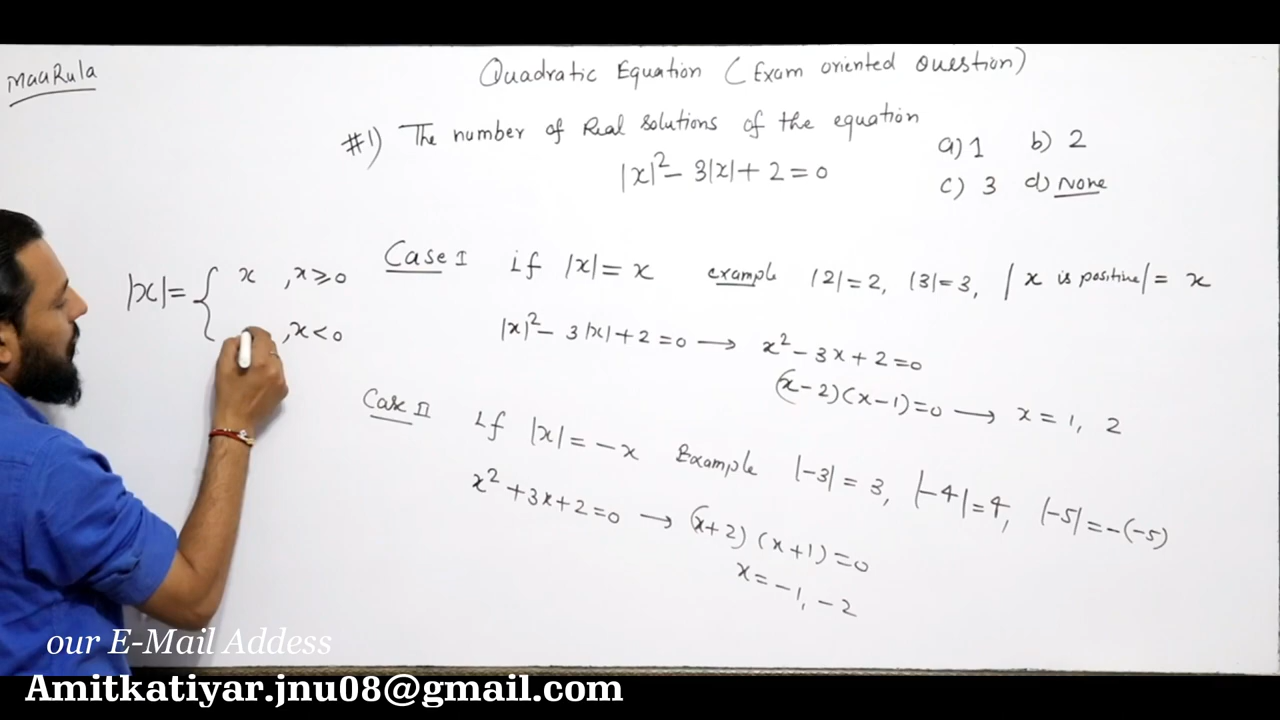 MaaRula
Quadratic Equation (Exam oriented Question)
#1) The number of Real solutions of the equation
|x|² - 3|x| + 2 = 0
a) 1 b) 2
c) 3 d) None
|x| = { x , x ≥ 0
, x < 0
Case I if |x| = x example |2| = 2, |3| = 3, | x is positive | = x
|x|² - 3|x| + 2 = 0 → x² - 3x + 2 = 0
(x - 2)(x - 1) = 0 → x = 1, 2
Case II if |x| = -x Example |-3| = 3, |-4| = 4, |-5| = -(-5)
x² + 3x + 2 = 0 → (x + 2)(x + 1) = 0
x = -1, -2
our E-Mail Addess
Amitkatiyar.jnu08@gmail.com